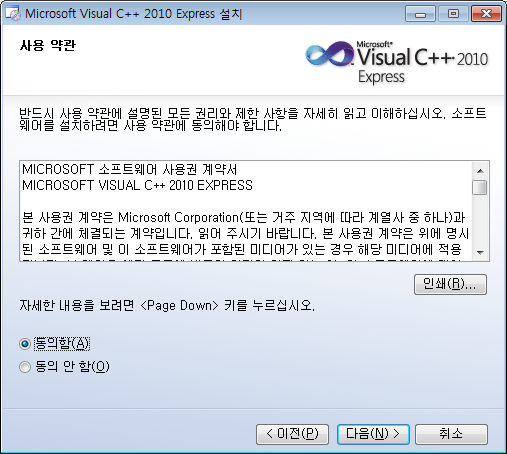 Microsoft Visual C++ 2010 Express 설치
사용 약관
Microsoft®
Visual C++ 2010
Express
반드시 사용 약관에 설명된 모든 권리와 제한 사항을 자세히 읽고 이해하십시오. 소프트
웨어를 설치하려면 사용 약관에 동의해야 합니다.
MICROSOFT 소프트웨어 사용권 계약서
MICROSOFT VISUAL C++ 2010 EXPRESS
본 사용권 계약은 Microsoft Corporation(또는 거주 지역에 따라 계열사 중 하나)과
귀하 간에 체결되는 계약입니다. 읽어 주시기 바랍니다. 본 사용권 계약은 위에 명시
된 소프트웨어 및 이 소프트웨어가 포함된 미디어가 있는 경우 해당 미디어에 적용
인쇄(R)...
자세한 내용을 보려면 <Page Down> 키를 누르십시오.
동의함(A)
동의 안 함(O)
< 이전(P)
다음(N) >
취소